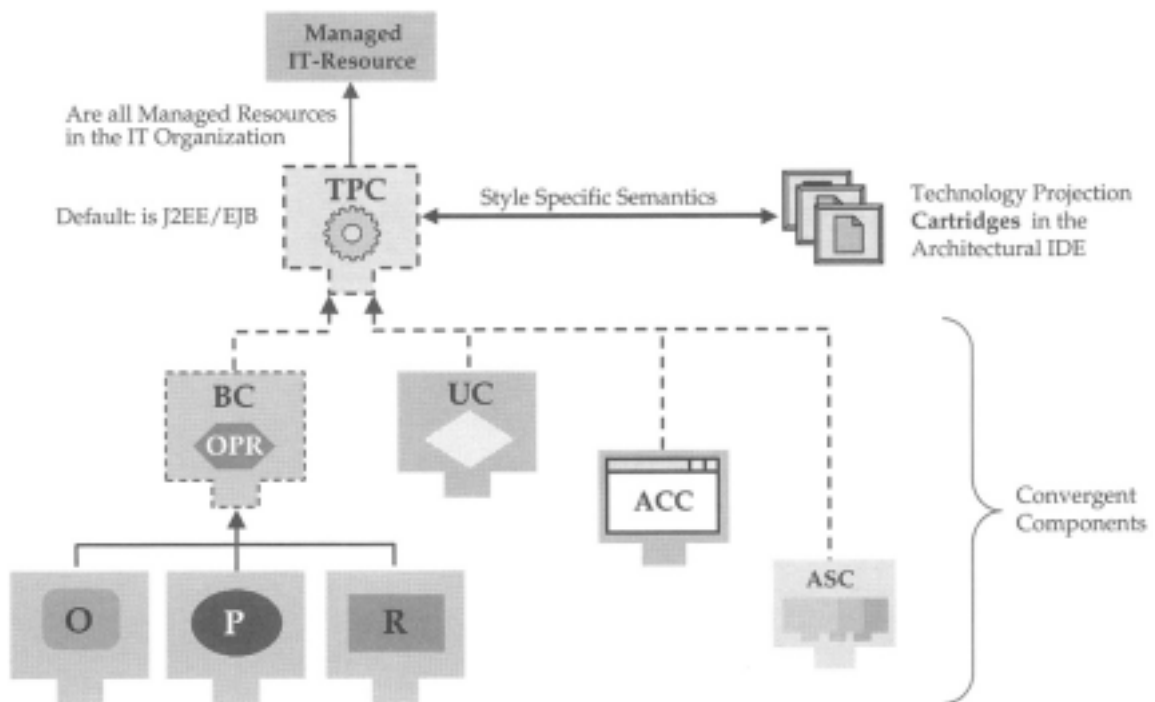 Managed
IT-Resource
Are all Managed Resources
in the IT Organization
TPC
Default: is J2EE/EJB
Style Specific Semantics
Technology Projection
Cartridges in the
Architectural IDE
BC
OPR
UC
ACC
ASC
Convergent
Components
O
P
R